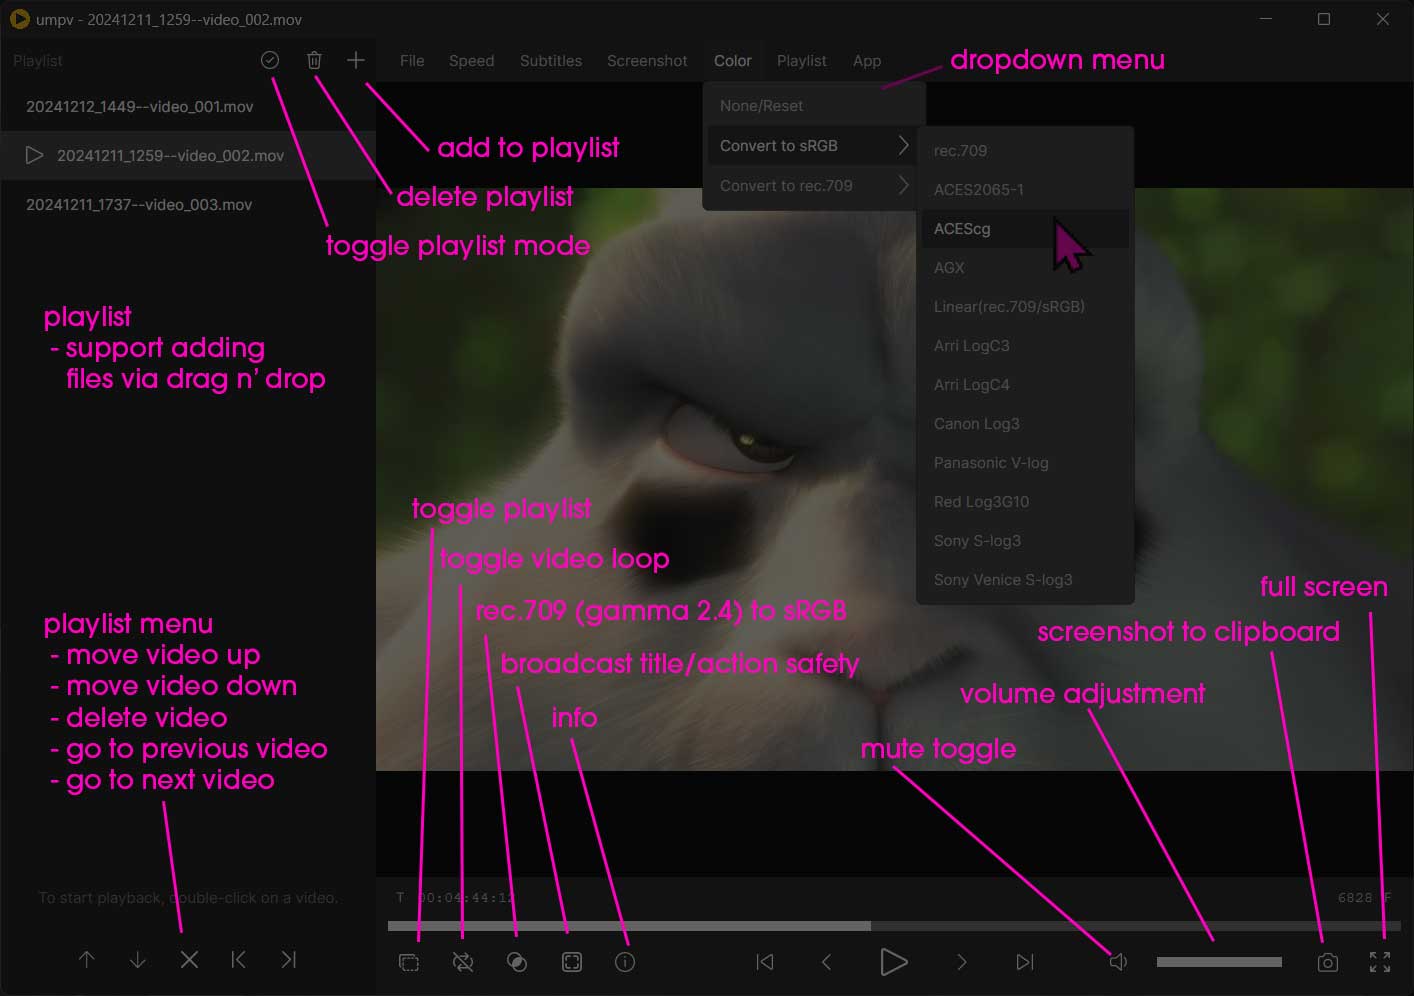 umpv - 20241211_1259--video_002.mov
Playlist
File
Speed
Subtitles
Screenshot
Color
Playlist
App
dropdown menu
20241212_1449--video_001.mov
20241211_1259--video_002.mov
20241211_1737--video_003.mov
add to playlist
delete playlist
toggle playlist mode
None/Reset
Convert to sRGB
Convert to rec.709
rec.709
ACES2065-1
ACEScg
AGX
Linear(rec.709/sRGB)
Arri LogC3
Arri LogC4
Canon Log3
Panasonic V-log
Red Log3G10
Sony S-log3
Sony Venice S-log3
playlist
- support adding
files via drag n’ drop
toggle playlist
toggle video loop
rec.709 (gamma 2.4) to sRGB
broadcast title/action safety
info
full screen
screenshot to clipboard
volume adjustment
mute toggle
playlist menu
- move video up
- move video down
- delete video
- go to previous video
- go to next video
To start playback, double-click on a video.
T 00:04:44:12
6828 F